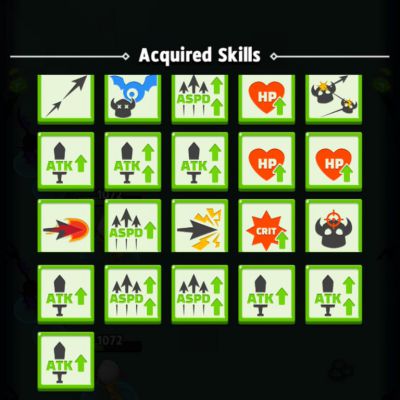 Acquired Skills
ASPD
HP
ATK
ATK
ATK
HP
HP
ASPD
CRIT
ATK
ASPD
ASPD
ATK
ATK
1072
ATK